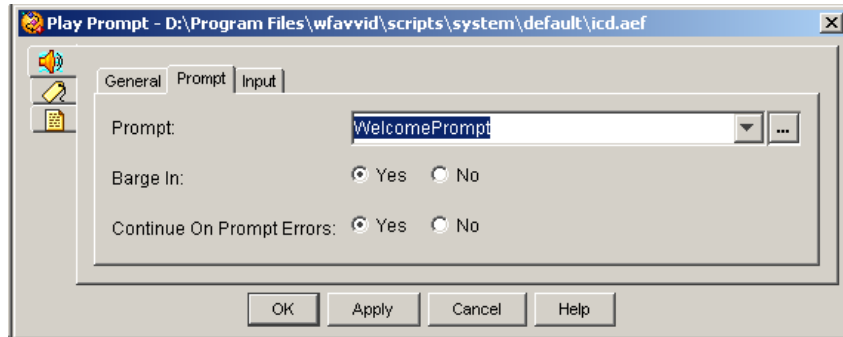 Play Prompt - D:\Program Files\wfavvid\scripts\system\default\icd.aef
General Prompt Input
Prompt: WelcomePrompt ...
Barge In: Yes No
Continue On Prompt Errors: Yes No
OK Apply Cancel Help